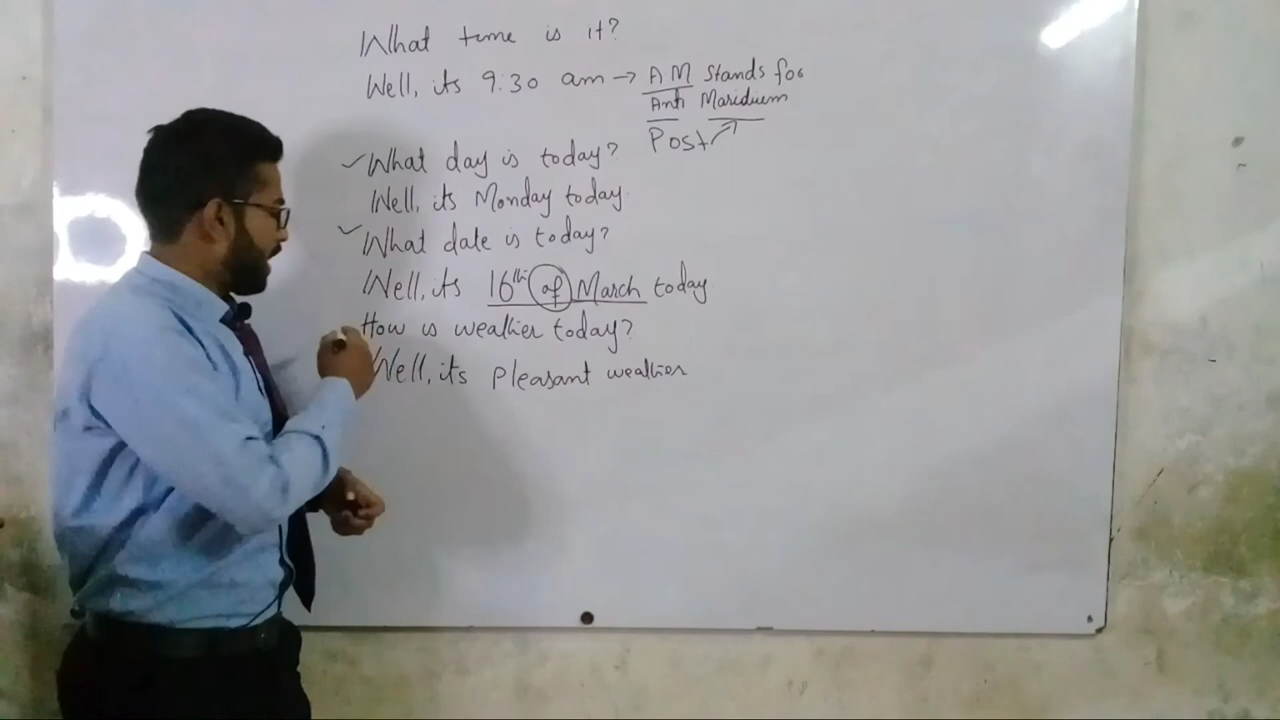 What time is it?
Well, its 9:30 am → A.M Stands for
Anti Maridium
Post
What day is today?
Well, its Monday today.
What date is today?
Well, its 16th of March today
How is weather today?
Well, its Pleasant weather